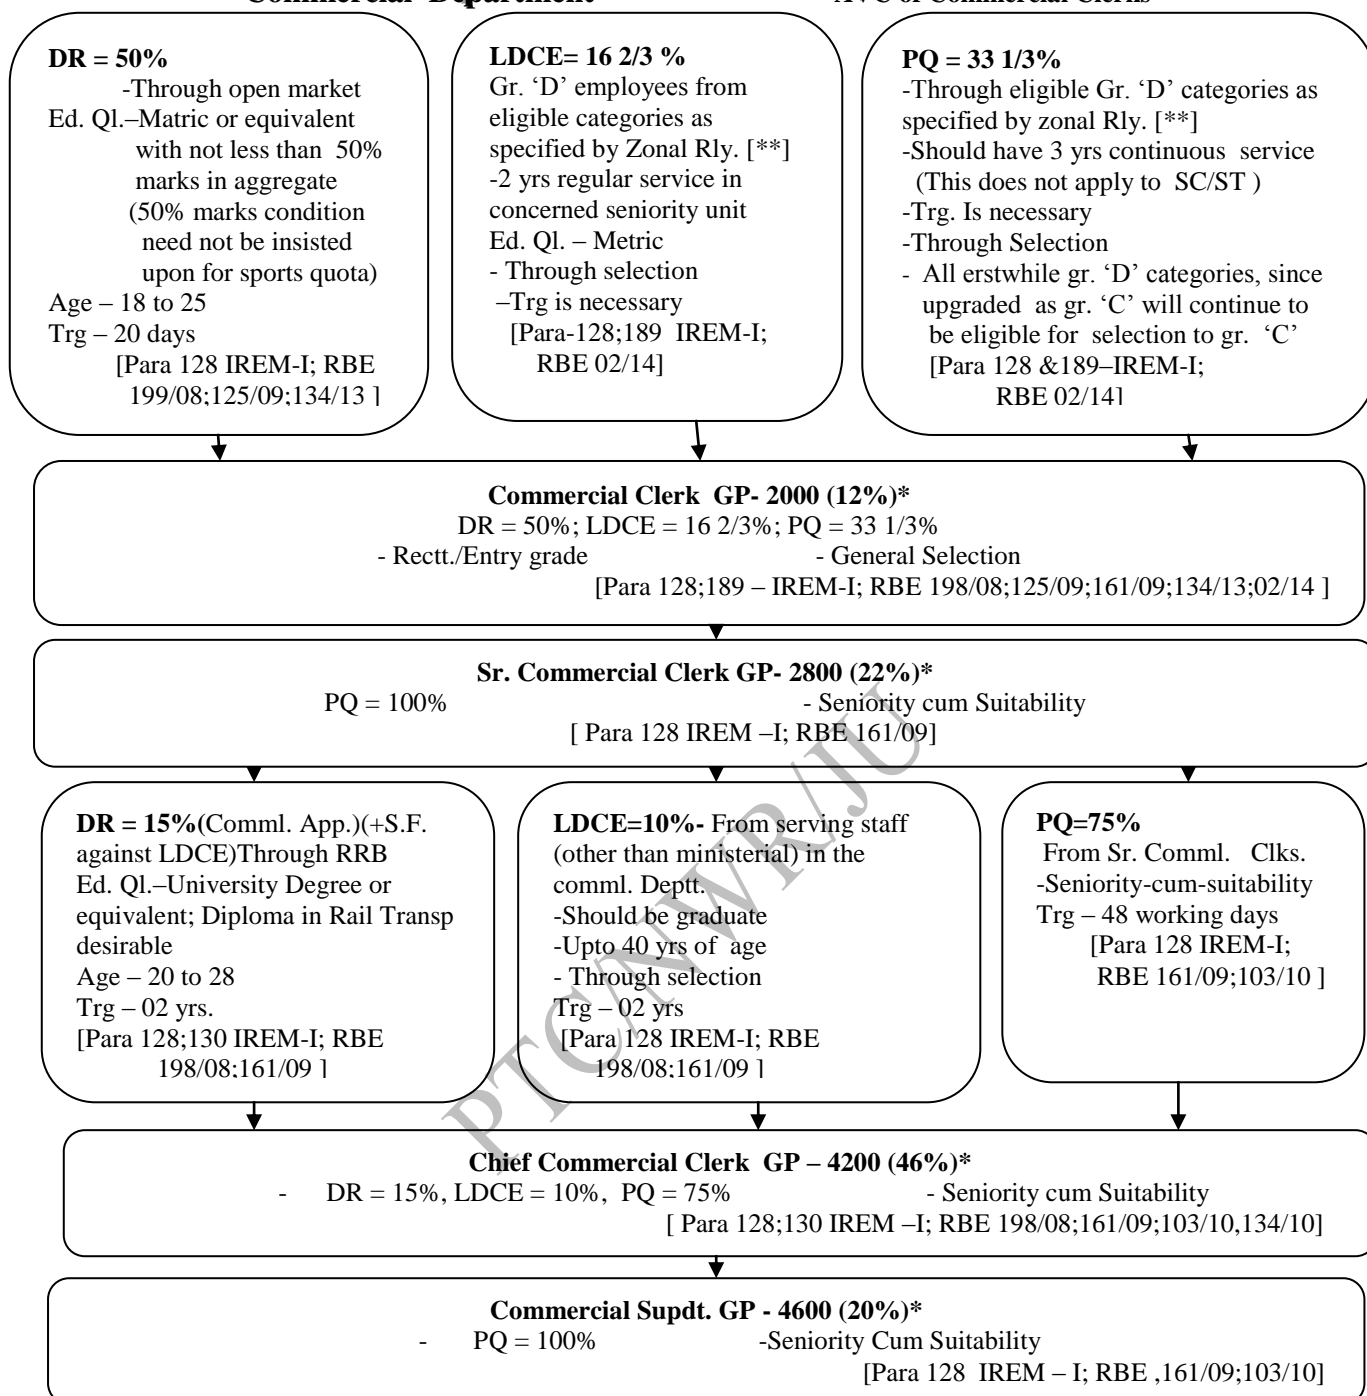 Commercial Department AVC of Commercial Clerks
DR = 50%
-Through open market
Ed. Ql.–Matric or equivalent
with not less than 50%
marks in aggregate
(50% marks condition
need not be insisted
upon for sports quota)
Age – 18 to 25
Trg – 20 days
[Para 128 IREM-I; RBE
199/08;125/09;134/13 ]
LDCE= 16 2/3 %
Gr. ‘D’ employees from
eligible categories as
specified by Zonal Rly. [**]
-2 yrs regular service in
concerned seniority unit
Ed. Ql. – Metric
- Through selection
–Trg is necessary
[Para-128;189 IREM-I;
RBE 02/14]
PQ = 33 1/3%
-Through eligible Gr. ‘D’ categories as
specified by zonal Rly. [**]
-Should have 3 yrs continuous service
(This does not apply to SC/ST )
-Trg. Is necessary
-Through Selection
- All erstwhile gr. ‘D’ categories, since
upgraded as gr. ‘C’ will continue to
be eligible for selection to gr. ‘C’
[Para 128 &189–IREM-I;
RBE 02/14]
Commercial Clerk GP- 2000 (12%)*
DR = 50%; LDCE = 16 2/3%; PQ = 33 1/3%
- Rectt./Entry grade - General Selection
[Para 128;189 – IREM-I; RBE 198/08;125/09;161/09;134/13;02/14 ]
Sr. Commercial Clerk GP- 2800 (22%)*
PQ = 100% - Seniority cum Suitability
[ Para 128 IREM –I; RBE 161/09]
DR = 15%(Comml. App.)(+S.F.
against LDCE)Through RRB
Ed. Ql.–University Degree or
equivalent; Diploma in Rail Transp
desirable
Age – 20 to 28
Trg – 02 yrs.
[Para 128;130 IREM-I; RBE
198/08;161/09 ]
LDCE=10%- From serving staff
(other than ministerial) in the
comml. Deptt.
-Should be graduate
-Upto 40 yrs of age
- Through selection
Trg – 02 yrs
[Para 128 IREM-I; RBE
198/08;161/09 ]
PQ=75%
From Sr. Comml. Clks.
-Seniority-cum-suitability
Trg – 48 working days
[Para 128 IREM-I;
RBE 161/09;103/10 ]
PTC/NWR/JU
Chief Commercial Clerk GP – 4200 (46%)*
- DR = 15%, LDCE = 10%, PQ = 75% - Seniority cum Suitability
[ Para 128;130 IREM –I; RBE 198/08;161/09;103/10,134/10]
Commercial Supdt. GP - 4600 (20%)*
- PQ = 100% -Seniority Cum Suitability
[Para 128 IREM – I; RBE ,161/09;103/10]